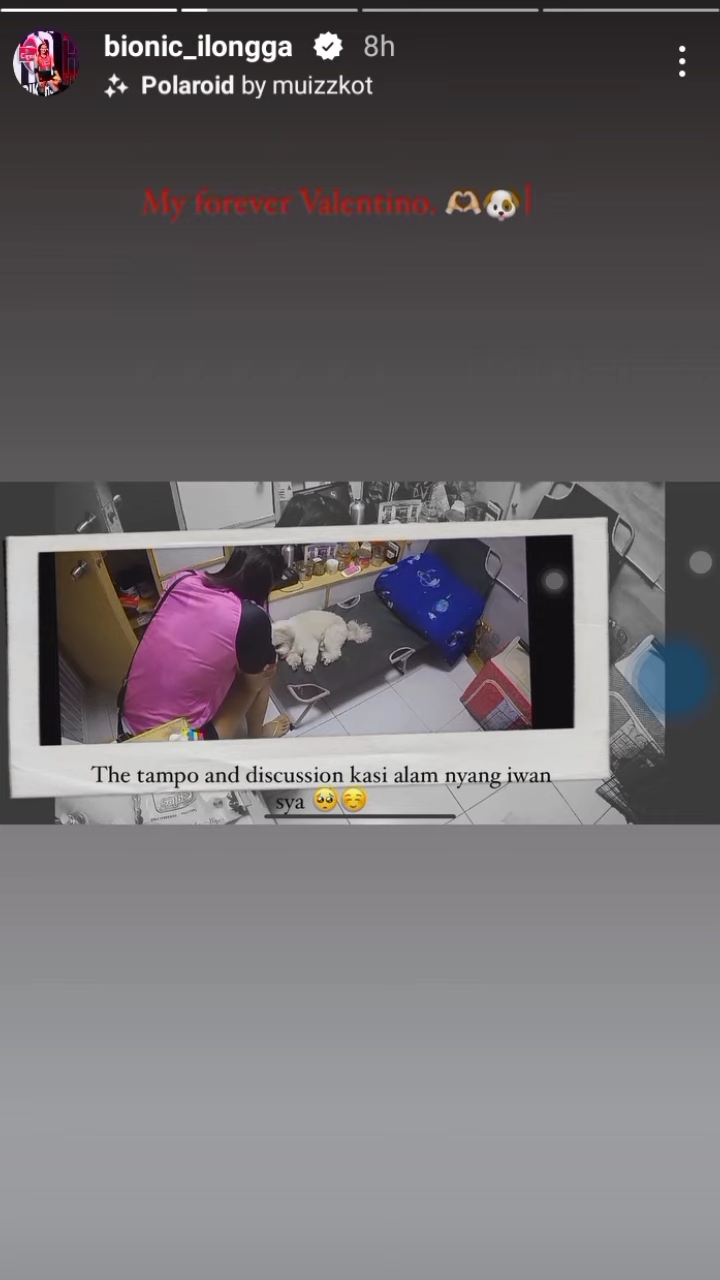 bionic_ilongga 8h
Polaroid by muizzkot
My forever Valentino. 🫶🏼🐶
The tampo and discussion kasi alam nyang iwan
sya 🥺☺️